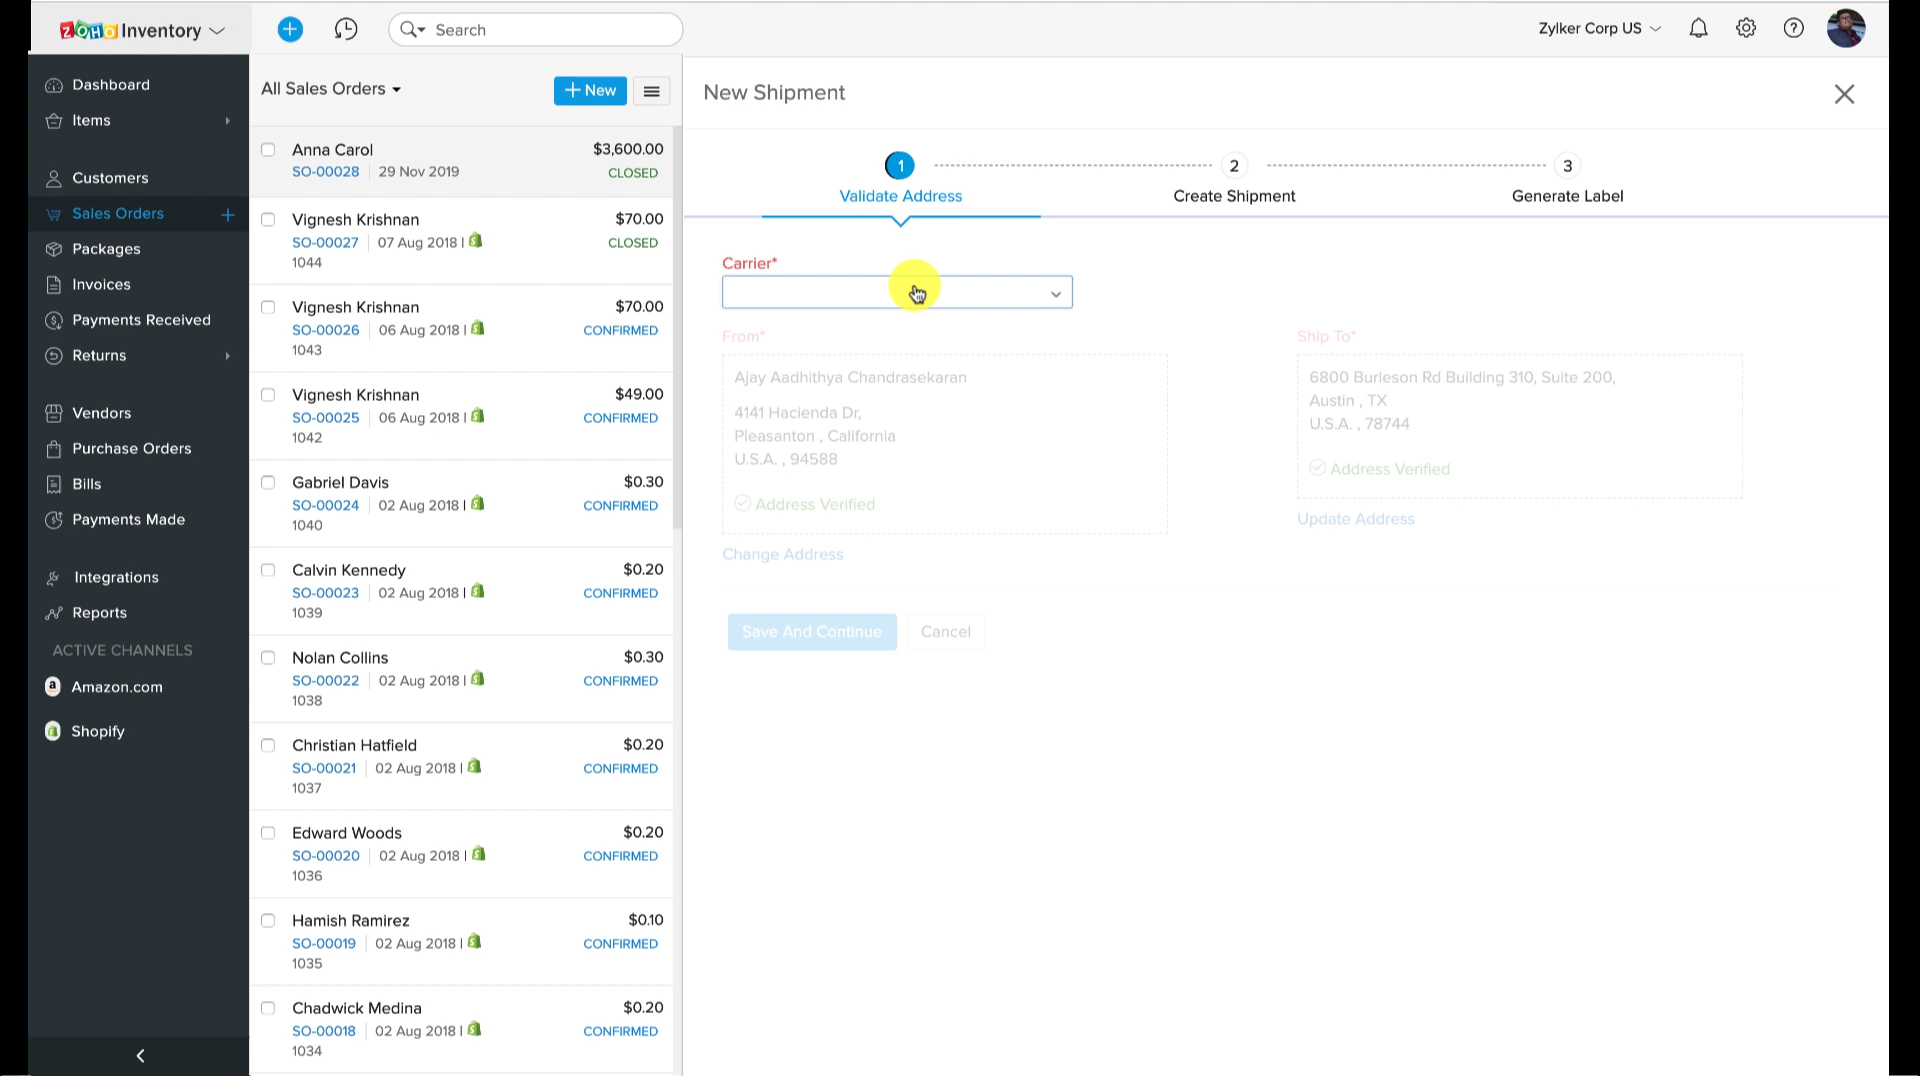 ZOHO Inventory
Search
Zylker Corp US
Dashboard
Items
Customers
Sales Orders
Packages
Invoices
Payments Received
Returns
Vendors
Purchase Orders
Bills
Payments Made
Integrations
Reports
ACTIVE CHANNELS
Amazon.com
Shopify
All Sales Orders
New
Anna Carol $3,600.00
SO-00028 | 29 Nov 2019 CLOSED
Vignesh Krishnan $70.00
SO-00027 | 07 Aug 2018 | CLOSED
1044
Vignesh Krishnan $70.00
SO-00026 | 06 Aug 2018 | CONFIRMED
1043
Vignesh Krishnan $49.00
SO-00025 | 06 Aug 2018 | CONFIRMED
1042
Gabriel Davis $0.30
SO-00024 | 02 Aug 2018 | CONFIRMED
1040
Calvin Kennedy $0.20
SO-00023 | 02 Aug 2018 | CONFIRMED
1039
Nolan Collins $0.30
SO-00022 | 02 Aug 2018 | CONFIRMED
1038
Christian Hatfield $0.20
SO-00021 | 02 Aug 2018 | CONFIRMED
1037
Edward Woods $0.20
SO-00020 | 02 Aug 2018 | CONFIRMED
1036
Hamish Ramirez $0.10
SO-00019 | 02 Aug 2018 | CONFIRMED
1035
Chadwick Medina $0.20
SO-00018 | 02 Aug 2018 | CONFIRMED
1034
New Shipment
1 2 3
Validate Address Create Shipment Generate Label
Carrier*
From*
Ajay Aadhithya Chandrasekaran
4141 Hacienda Dr,
Pleasanton , California
U.S.A. , 94588
Address Verified
Change Address
Ship To*
6800 Burleson Rd Building 310, Suite 200,
Austin , TX
U.S.A. , 78744
Address Verified
Update Address
Save And Continue Cancel